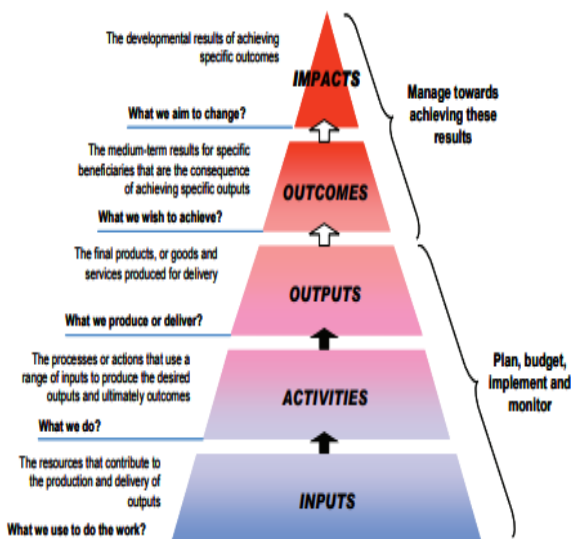 The developmental results of achieving
specific outcomes
IMPACTS
What we aim to change?
Manage towards
achieving these
results
The medium-term results for specific
beneficiaries that are the consequence
of achieving specific outputs
OUTCOMES
What we wish to achieve?
The final products, or goods and
services produced for delivery
OUTPUTS
What we produce or deliver?
Plan, budget,
implement and
monitor
The processes or actions that use a
range of inputs to produce the desired
outputs and ultimately outcomes
ACTIVITIES
What we do?
The resources that contribute to
the production and delivery of
outputs
INPUTS
What we use to do the work?